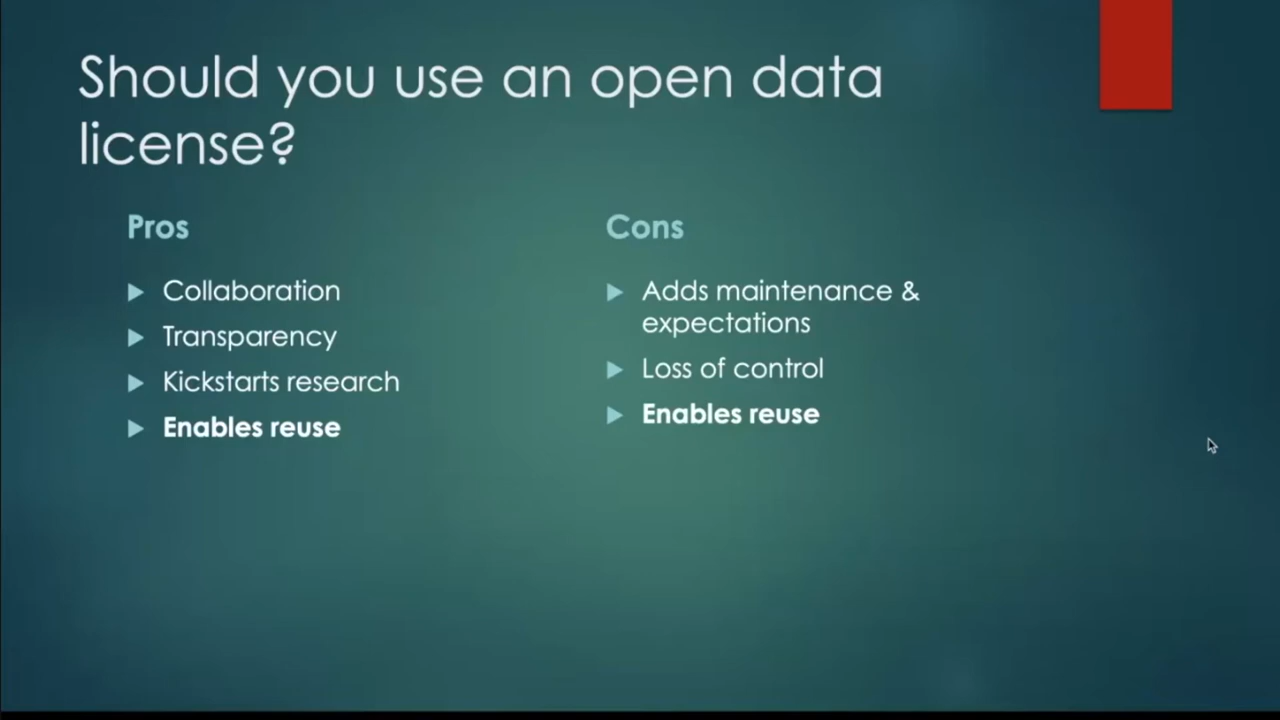 Should you use an open data
license?
Pros
Collaboration
Transparency
Kickstarts research
Enables reuse
Cons
Adds maintenance &
expectations
Loss of control
Enables reuse